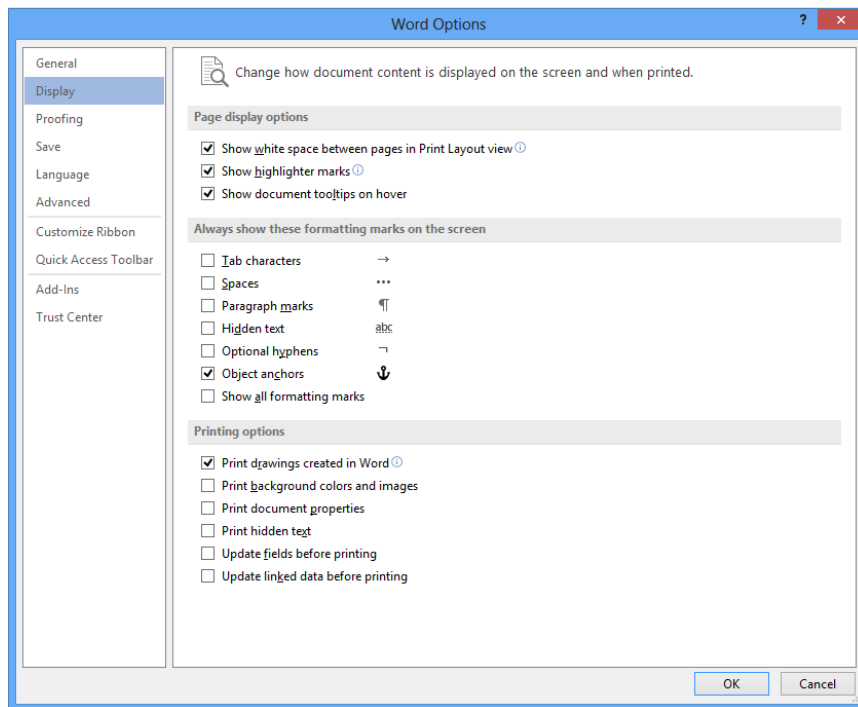 Word Options
?
General
Display
Proofing
Save
Language
Advanced
Customize Ribbon
Quick Access Toolbar
Add-Ins
Trust Center
Change how document content is displayed on the screen and when printed.
Page display options
Show white space between pages in Print Layout view
Show highlighter marks
Show document tooltips on hover
Always show these formatting marks on the screen
Tab characters →
Spaces •••
Paragraph marks ¶
Hidden text abc
Optional hyphens ¬
Object anchors
Show all formatting marks
Printing options
Print drawings created in Word
Print background colors and images
Print document properties
Print hidden text
Update fields before printing
Update linked data before printing
OK Cancel